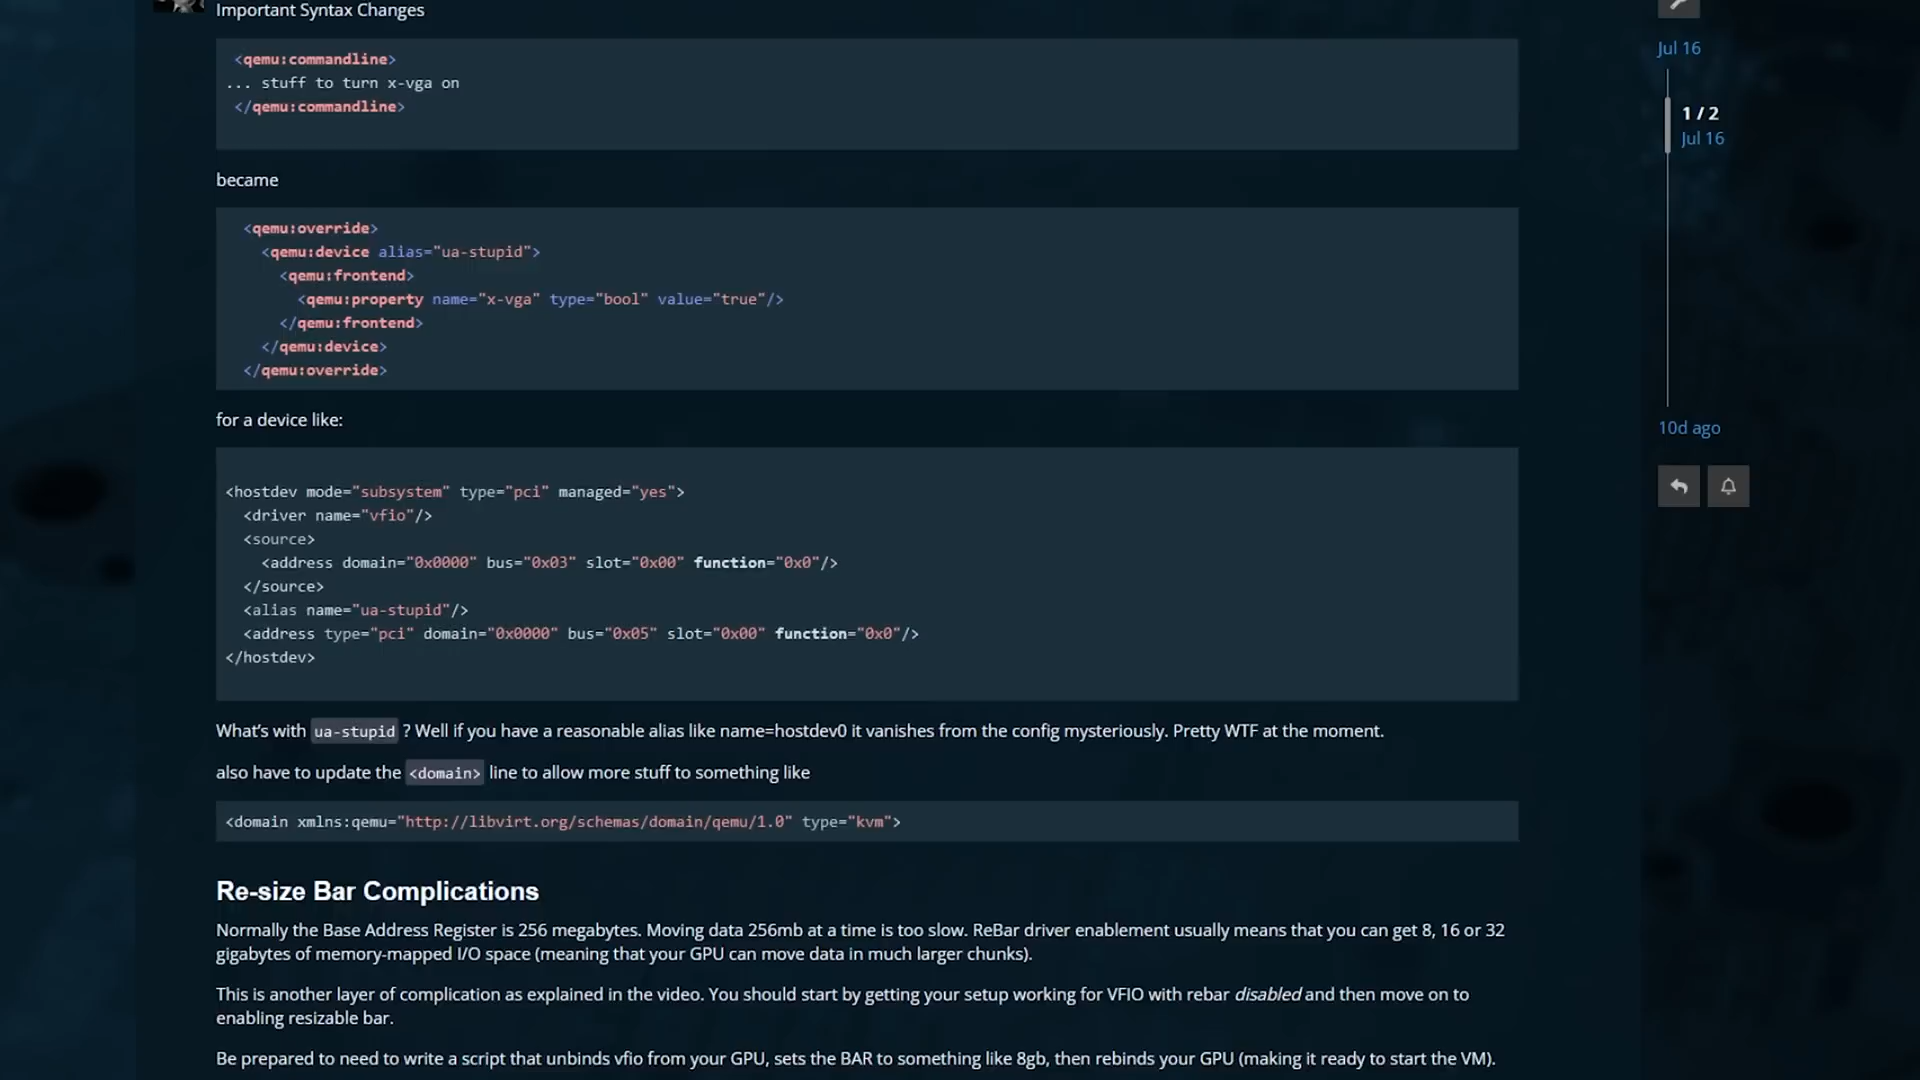 Important Syntax Changes
<qemu:commandline>
... stuff to turn x-vga on
</qemu:commandline>
became
<qemu:override>
<qemu:device alias="ua-stupid">
<qemu:frontend>
<qemu:property name="x-vga" type="bool" value="true"/>
</qemu:frontend>
</qemu:device>
</qemu:override>
for a device like:
<hostdev mode="subsystem" type="pci" managed="yes">
<driver name="vfio"/>
<source>
<address domain="0x0000" bus="0x03" slot="0x00" function="0x0"/>
</source>
<alias name="ua-stupid"/>
<address type="pci" domain="0x0000" bus="0x05" slot="0x00" function="0x0"/>
</hostdev>
What's with ua-stupid ? Well if you have a reasonable alias like name=hostdev0 it vanishes from the config mysteriously. Pretty WTF at the moment.
also have to update the <domain> line to allow more stuff to something like
<domain xmlns:qemu="http://libvirt.org/schemas/domain/qemu/1.0" type="kvm">
Re-size Bar Complications
Normally the Base Address Register is 256 megabytes. Moving data 256mb at a time is too slow. ReBar driver enablement usually means that you can get 8, 16 or 32
gigabytes of memory-mapped I/O space (meaning that your GPU can move data in much larger chunks).
This is another layer of complication as explained in the video. You should start by getting your setup working for VFIO with rebar disabled and then move on to
enabling resizable bar.
Be prepared to need to write a script that unbinds vfio from your GPU, sets the BAR to something like 8gb, then rebinds your GPU (making it ready to start the VM).
Jul 16
1 / 2
Jul 16
10d ago